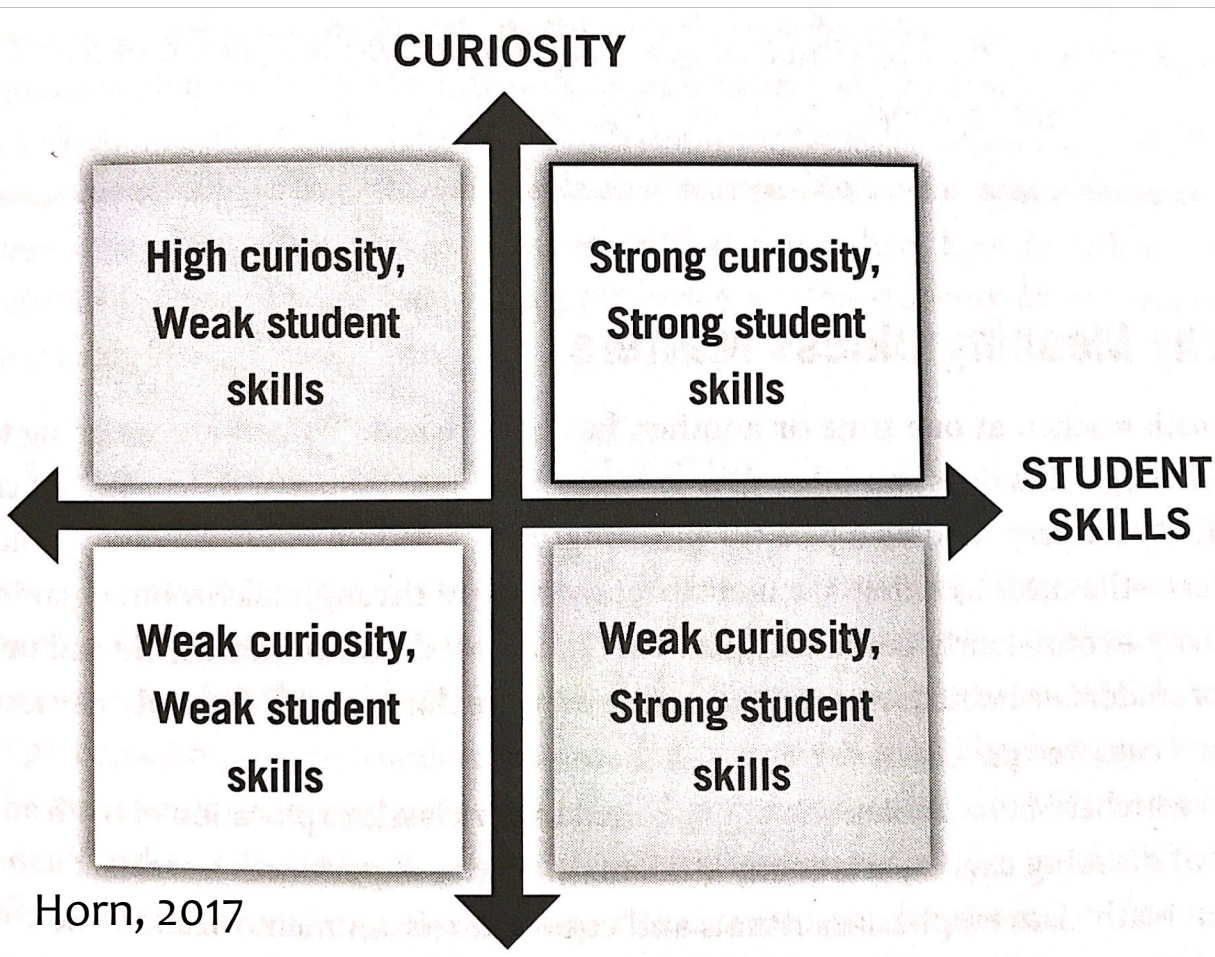 CURIOSITY
High curiosity,
Weak student
skills
Strong curiosity,
Strong student
skills
STUDENT
SKILLS
Weak curiosity,
Weak student
skills
Weak curiosity,
Strong student
skills
Horn, 2017